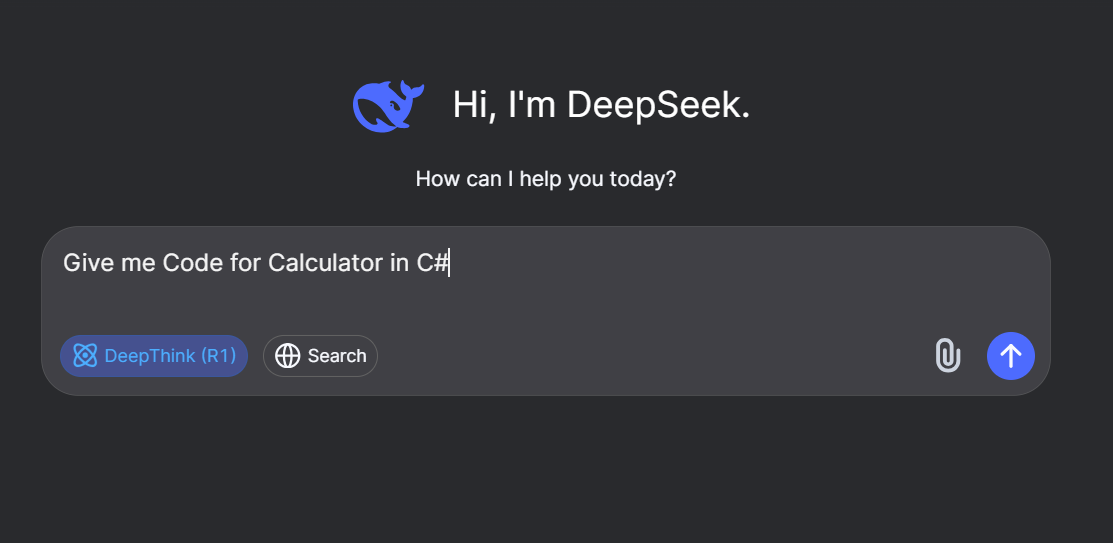 Hi, I'm DeepSeek.
How can I help you today?
Give me Code for Calculator in C#
DeepThink (R1) Search